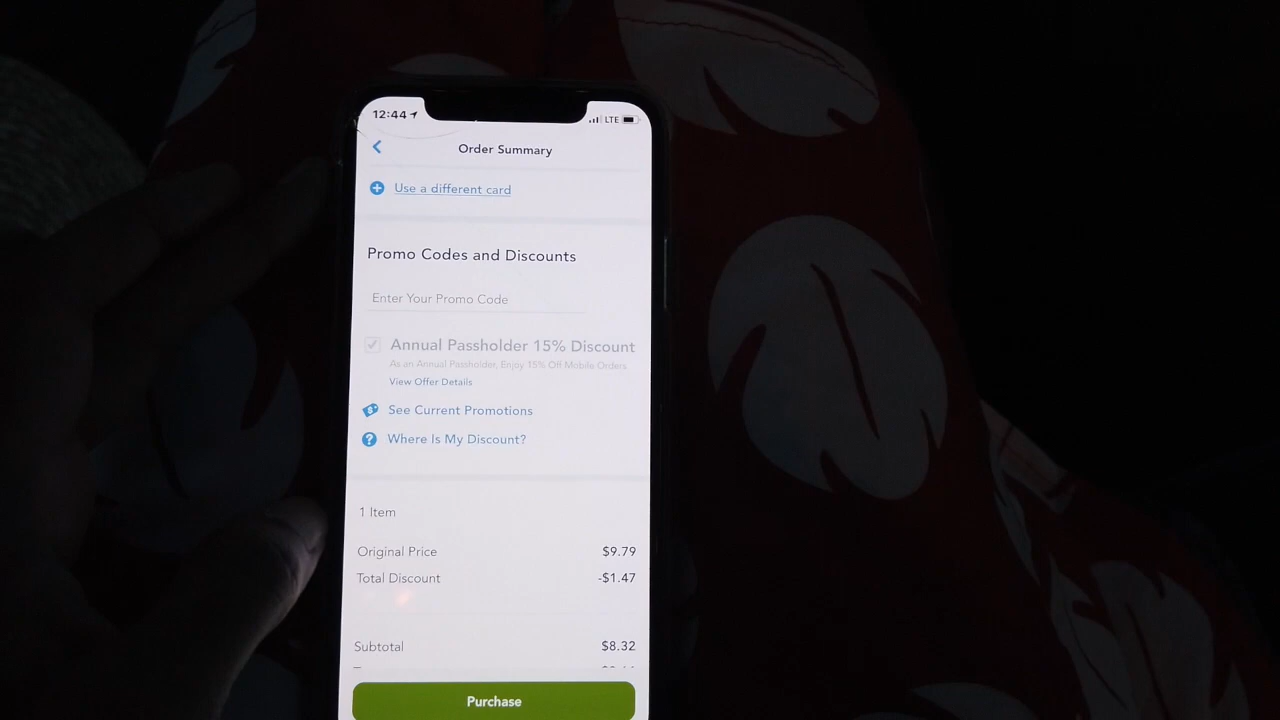 12:44
LTE
Order Summary
Use a different card
Promo Codes and Discounts
Enter Your Promo Code
Annual Passholder 15% Discount
As an Annual Passholder, Enjoy 15% Off Mobile Orders
View Offer Details
See Current Promotions
Where Is My Discount?
1 Item
Original Price $9.79
Total Discount -$1.47
Subtotal $8.32
Purchase